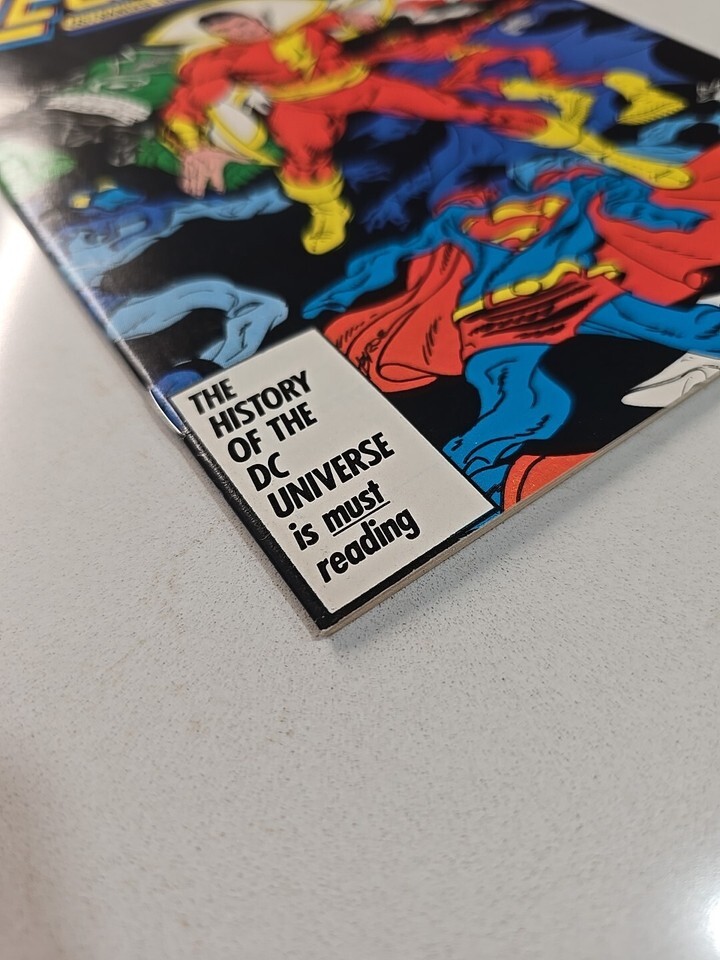 THE
HISTORY
OF THE
DC
UNIVERSE
is must
reading